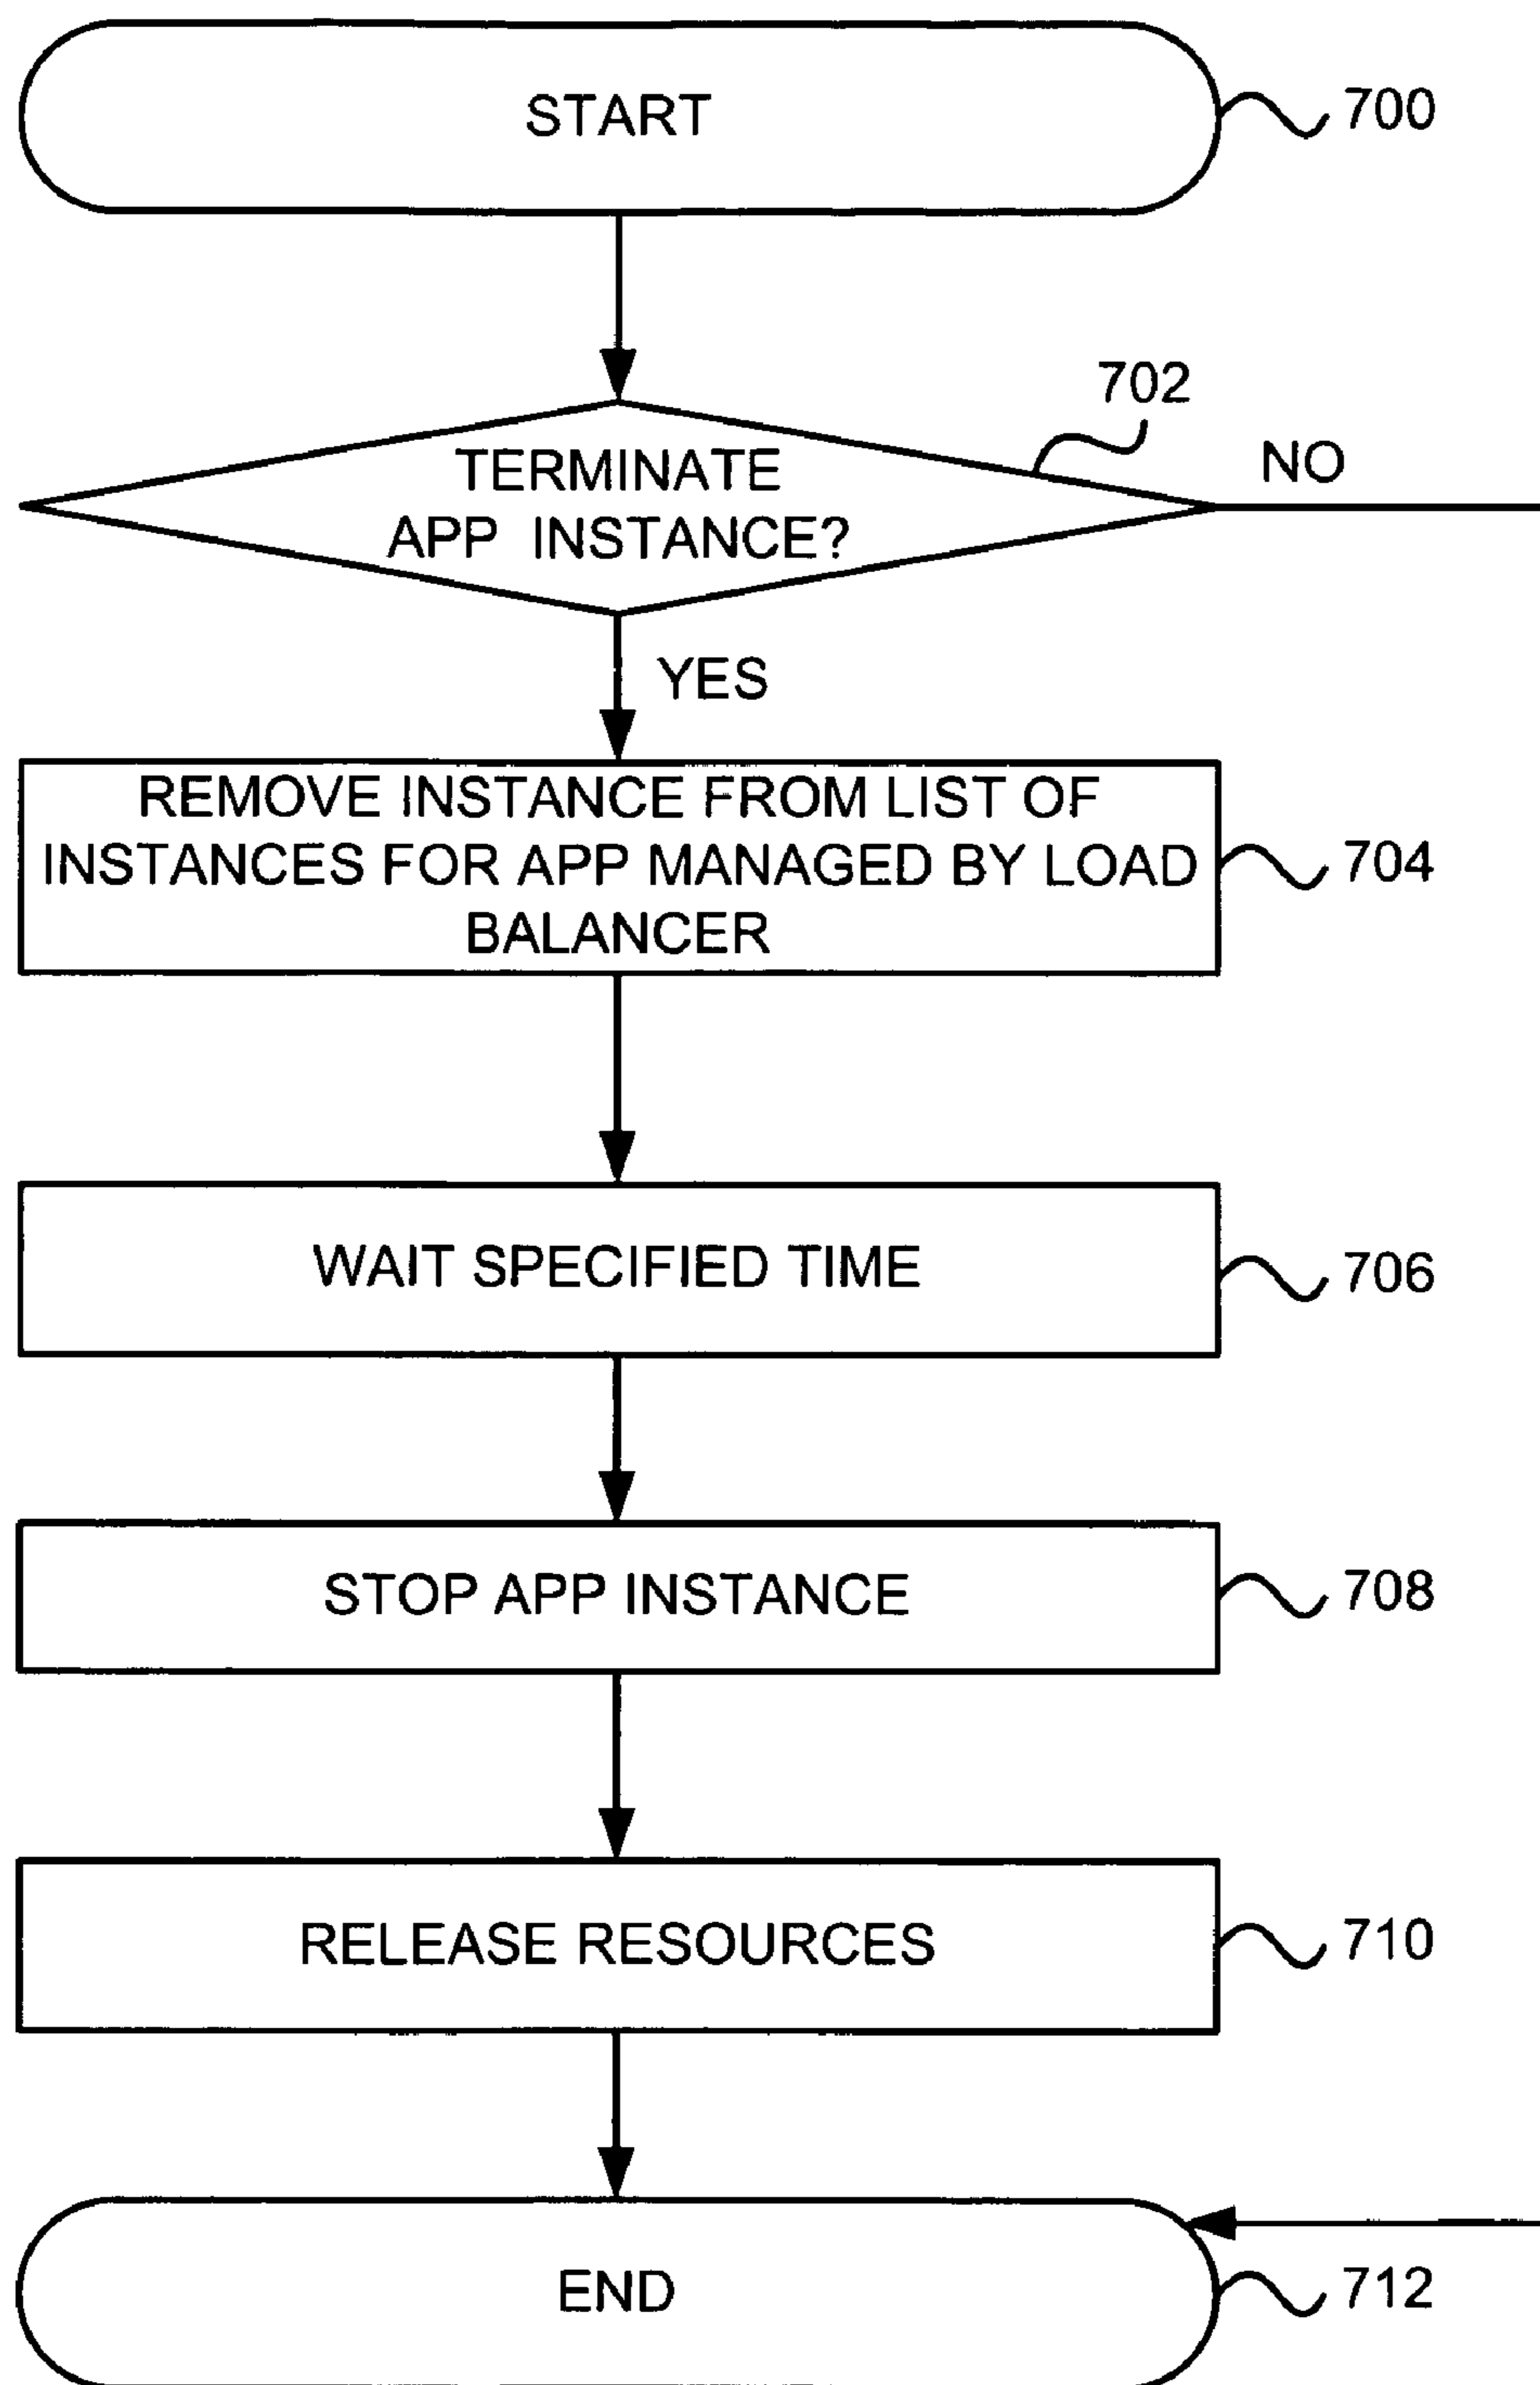 START
700
702
NO
TERMINATE
APP INSTANCE?
YES
REMOVE INSTANCE FROM LIST OF
INSTANCES FOR APP MANAGED BY LOAD
BALANCER
704
WAIT SPECIFIED TIME
706
STOP APP INSTANCE
708
RELEASE RESOURCES
710
END
712